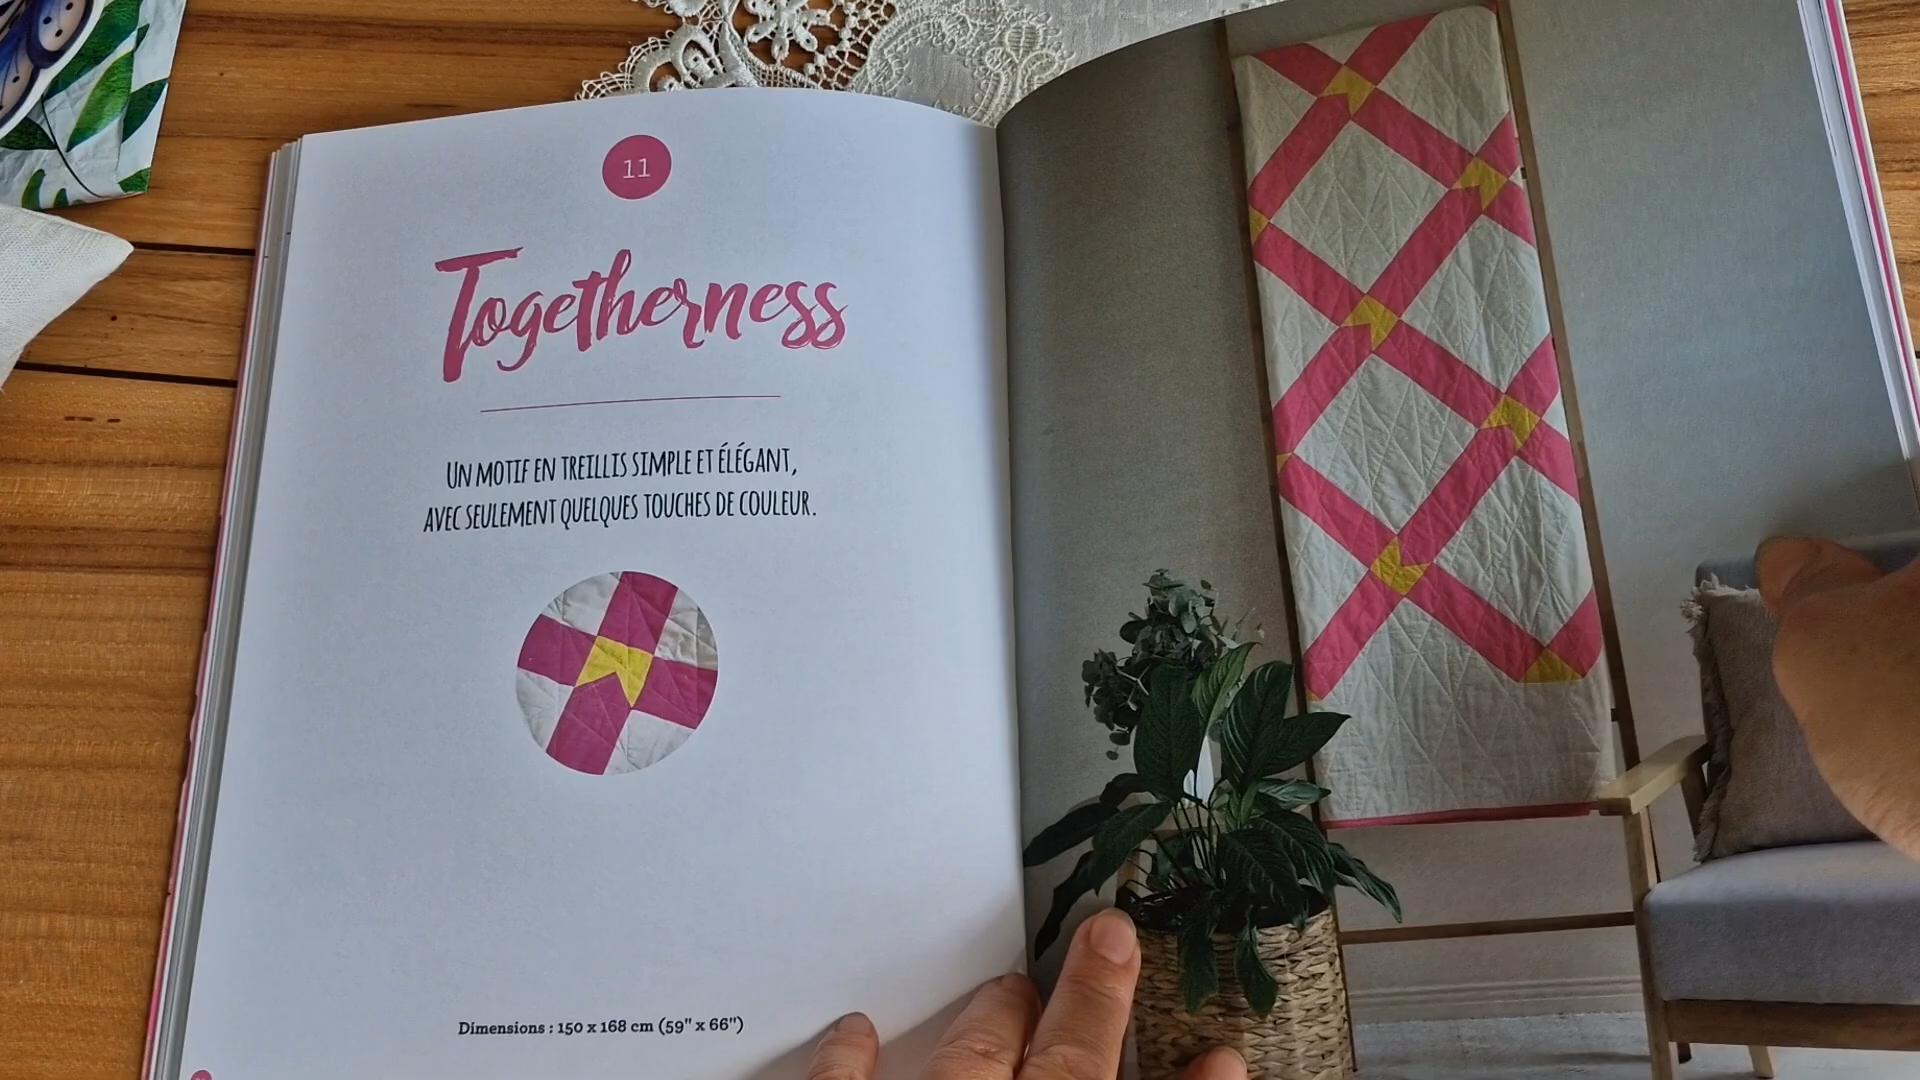 11
Togetherness
UN MOTIF EN TREILLIS SIMPLE ET ÉLÉGANT,
AVEC SEULEMENT QUELQUES TOUCHES DE COULEUR.
Dimensions : 150 x 168 cm (59" x 66")